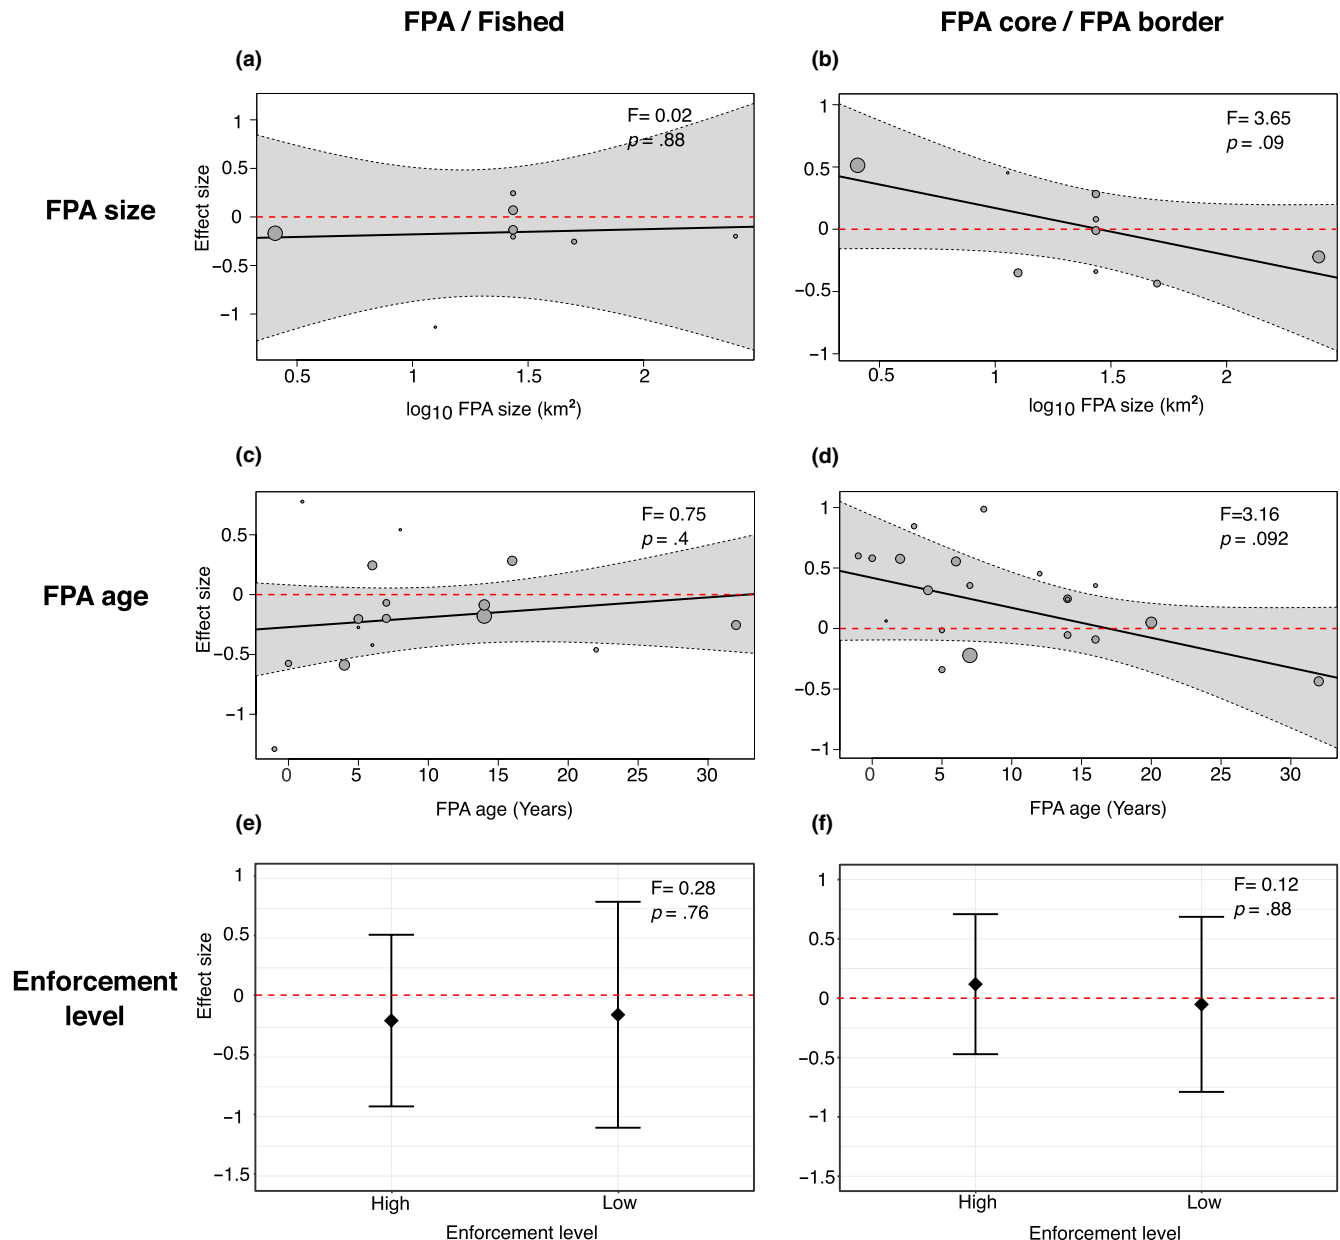 FPA / Fished
FPA core / FPA border
(a)
(b)
FPA size
Effect size
1
0.5
0
−0.5
−1
F= 0.02
p = .88
0.5
1
1.5
2
log10 FPA size (km²)
1
0.5
0
−0.5
−1
F= 3.65
p = .09
0.5
1
1.5
2
log10 FPA size (km²)
(c)
(d)
FPA age
Effect size
0.5
0
−0.5
−1
F= 0.75
p = .4
0
5
10
15
20
25
30
FPA age (Years)
1
0.5
0
−0.5
−1
F=3.16
p = .092
0
5
10
15
20
25
30
FPA age (Years)
(e)
(f)
Enforcement
level
Effect size
1
0.5
0
−0.5
−1
−1.5
F= 0.28
p = .76
High
Low
Enforcement level
1
0.5
0
−0.5
−1
−1.5
F= 0.12
p = .88
High
Low
Enforcement level